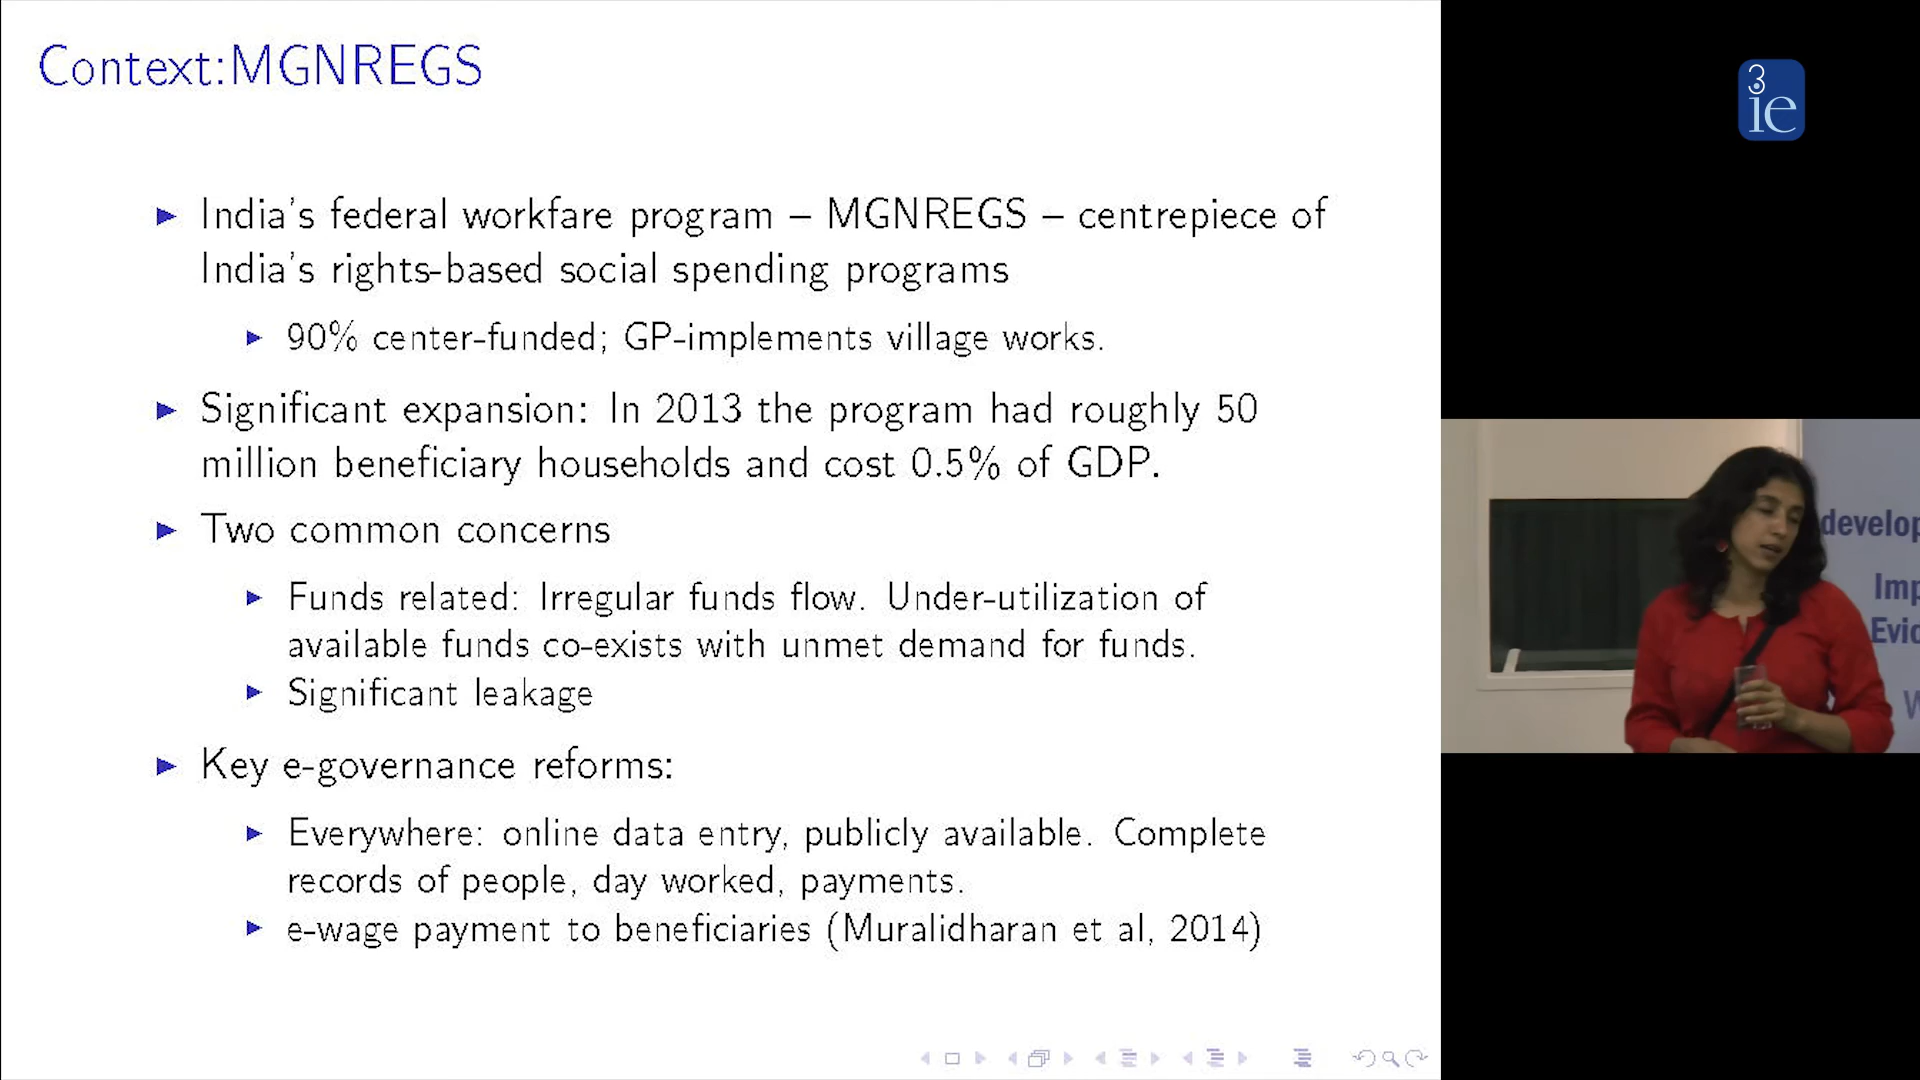 Context:MGNREGS
India's federal workfare program – MGNREGS – centrepiece of
India's rights-based social spending programs
90% center-funded; GP-implements village works.
Significant expansion: In 2013 the program had roughly 50
million beneficiary households and cost 0.5% of GDP.
Two common concerns
Funds related: Irregular funds flow. Under-utilization of
available funds co-exists with unmet demand for funds.
Significant leakage
Key e-governance reforms:
Everywhere: online data entry, publicly available. Complete
records of people, day worked, payments.
e-wage payment to beneficiaries (Muralidharan et al, 2014)
3
ie
develop
Imp
Evid
W